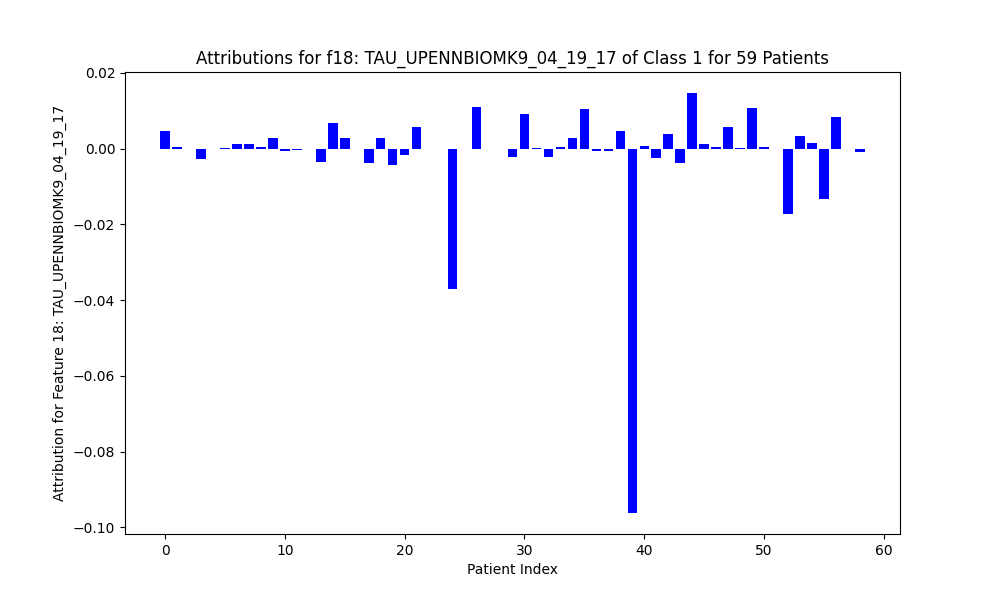 Attributions for f18: TAU_UPENNBIOMK9_04_19_17 of Class 1 for 59 Patients
Attribution for Feature 18: TAU_UPENNBIOMK9_04_19_17
0.02
0.00
−0.02
−0.04
−0.06
−0.08
−0.10
0 10 20 30 40 50 60
Patient Index